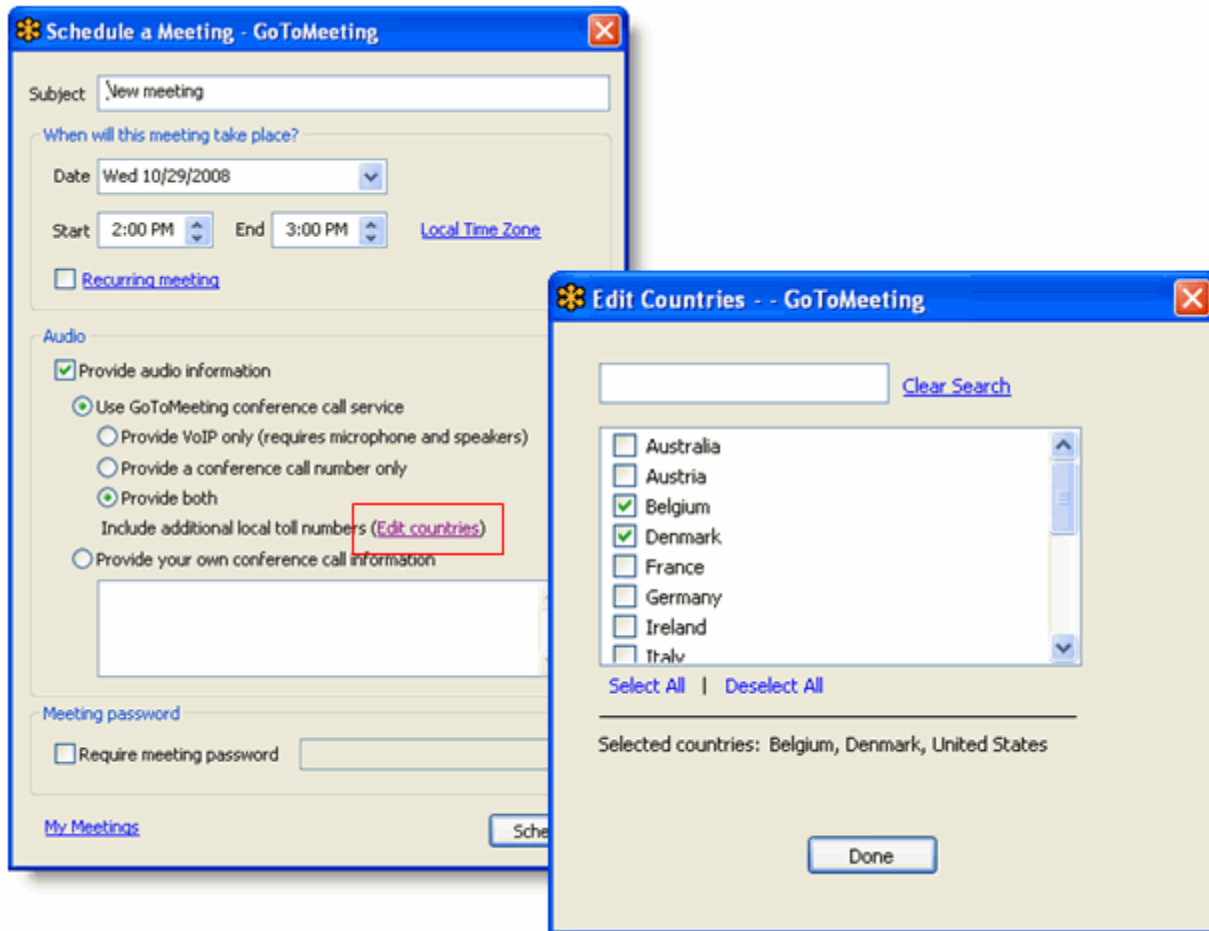 Schedule a Meeting - GoToMeeting
Subject New meeting
When will this meeting take place?
Date Wed 10/29/2008
Start 2:00 PM End 3:00 PM Local Time Zone
Recurring meeting
Audio
Provide audio information
Use GoToMeeting conference call service
Provide VoIP only (requires microphone and speakers)
Provide a conference call number only
Provide both
Include additional local toll numbers (Edit countries)
Provide your own conference call information
Meeting password
Require meeting password
My Meetings Sche
Edit Countries - - GoToMeeting
Clear Search
Australia
Austria
Belgium
Denmark
France
Germany
Ireland
Italy
Select All | Deselect All
Selected countries: Belgium, Denmark, United States
Done